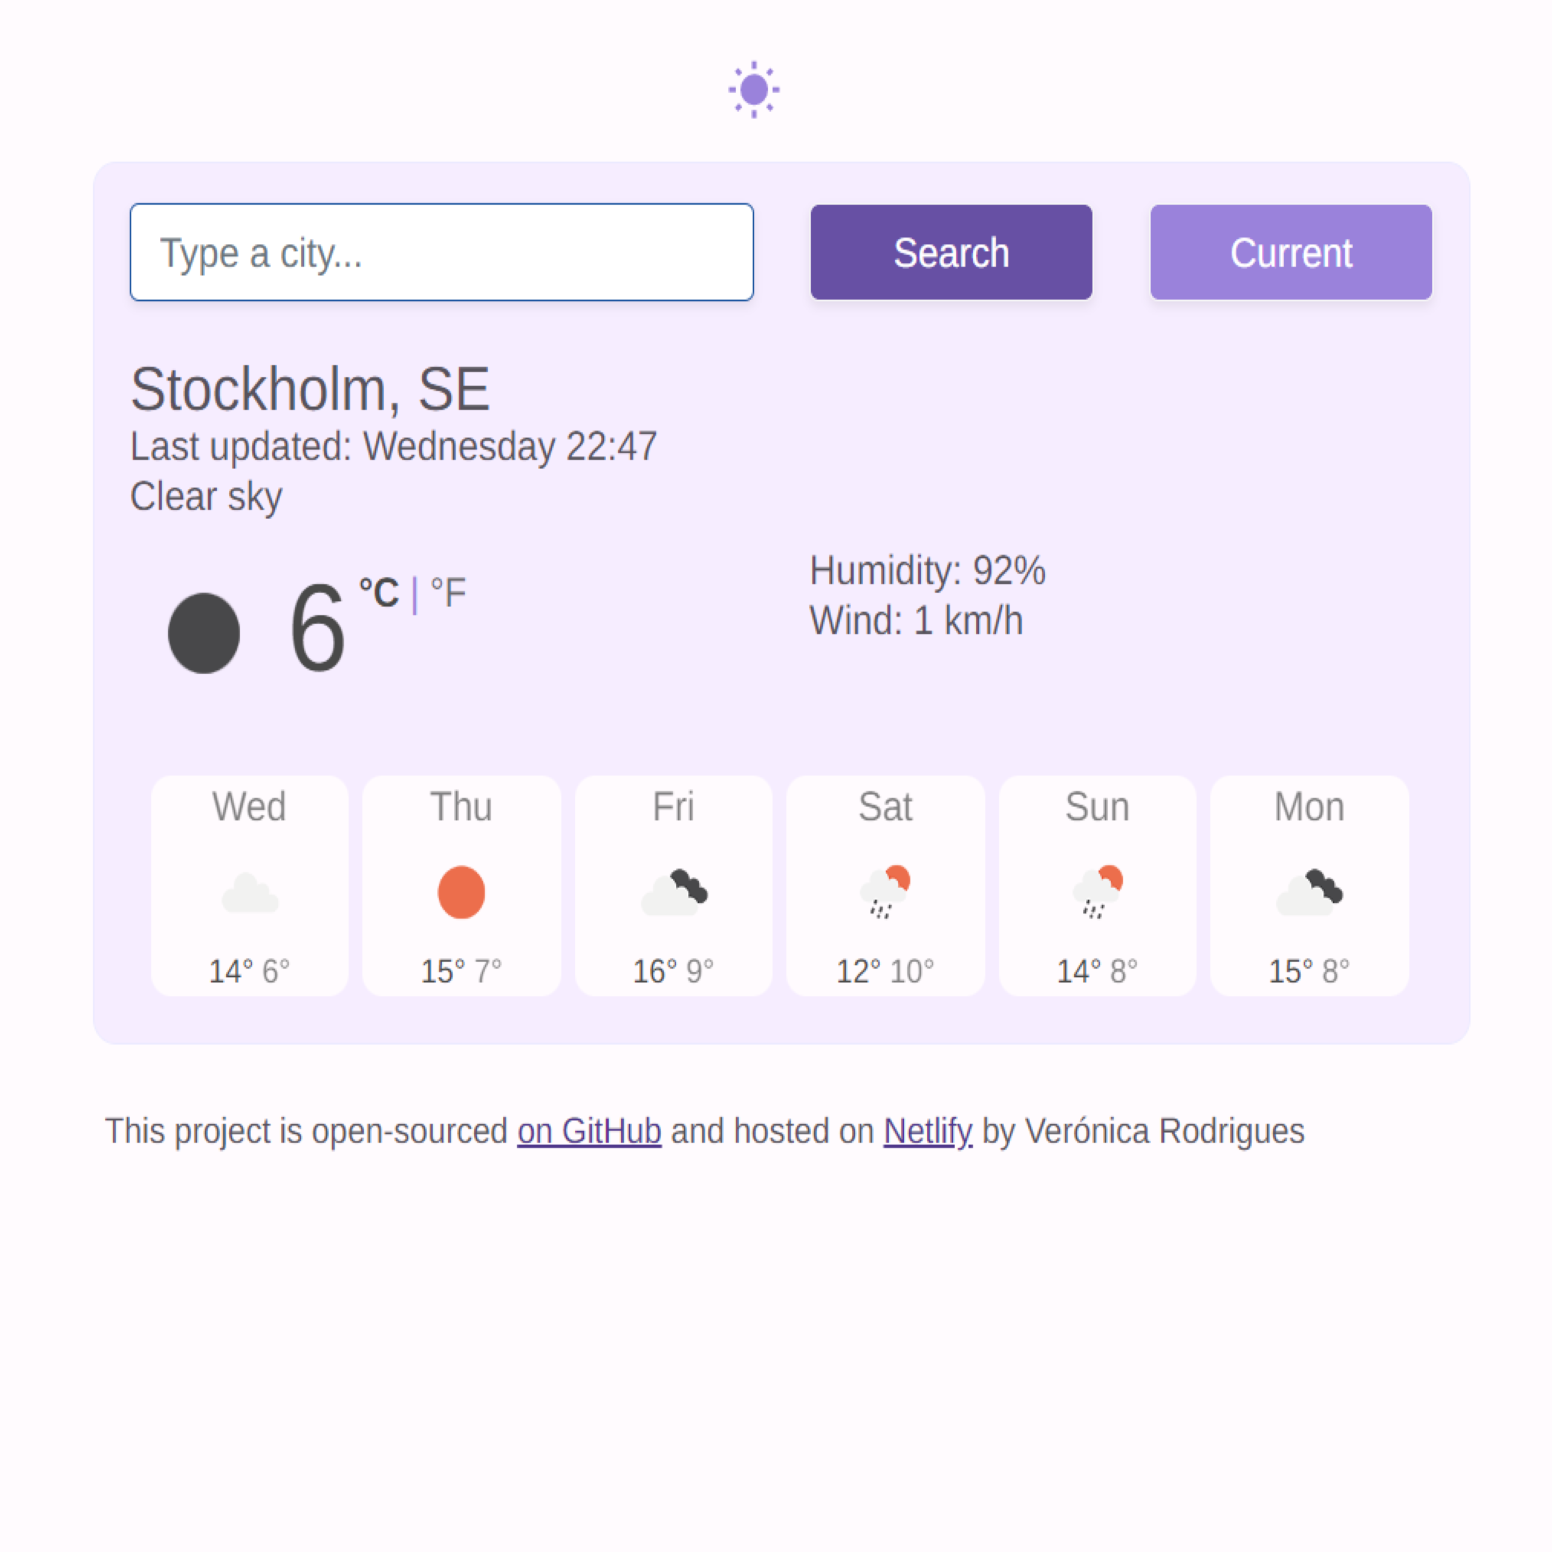 Type a city...
Search
Current
Stockholm, SE
Last updated: Wednesday 22:47
Clear sky
6 °C | °F
Humidity: 92%
Wind: 1 km/h
Wed
Thu
Fri
Sat
Sun
Mon
14° 6°
15° 7°
16° 9°
12° 10°
14° 8°
15° 8°
This project is open-sourced on GitHub and hosted on Netlify by Verónica Rodrigues